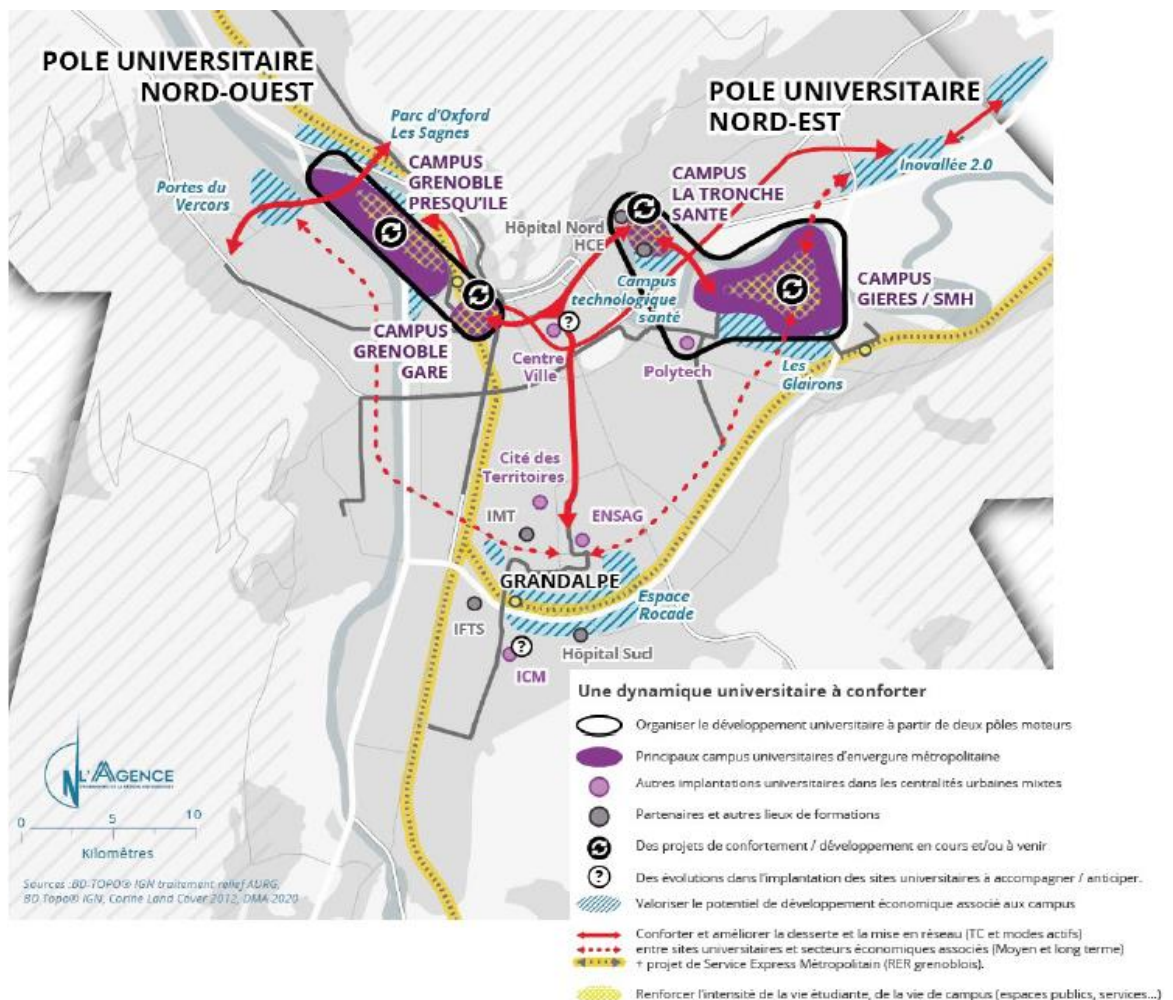 POLE UNIVERSITAIRE
NORD-OUEST
POLE UNIVERSITAIRE
NORD-EST
Parc d'Oxford
Les Sagnes
CAMPUS
GRENOBLE
PRESQU'ILE
Portes du
Vercors
CAMPUS
LA TRONCHE
SANTE
Inovallée 2.0
Hôpital Nord
HCE
Campus
technologique
santé
CAMPUS
GIERES / SMH
CAMPUS
GRENOBLE
GARE
?
Centre
Ville
Polytech
Les
Glairons
Cité des
Territoires
IMT
ENSAG
GRANDALPE
Espace
Rocade
IFTS
Hôpital Sud
?
ICM
L'AGENCE
0 5 10
Kilomètres
Sources : BD-TOPO® IGN traitement relief AURG,
BD Topo® IGN, Corine Land Cover 2012, DMA-2020
Une dynamique universitaire à conforter
Organiser le développement universitaire à partir de deux pôles moteurs
Principaux campus universitaires d'envergure métropolitaine
Autres implantations universitaires dans les centralités urbaines mixtes
Partenaires et autres lieux de formations
Des projets de confortement / développement en cours et/ou à venir
? Des évolutions dans l'implantation des sites universitaires à accompagner / anticiper.
Valoriser le potentiel de développement économique associé aux campus
Conforter et améliorer la desserte et la mise en réseau (TC et modes actifs)
entre sites universitaires et secteurs économiques associés (Moyen et long terme)
+ projet de Service Express Métropolitain (RER grenoblois).
Renforcer l'intensité de la vie étudiante, de la vie de campus (espaces publics, services...)